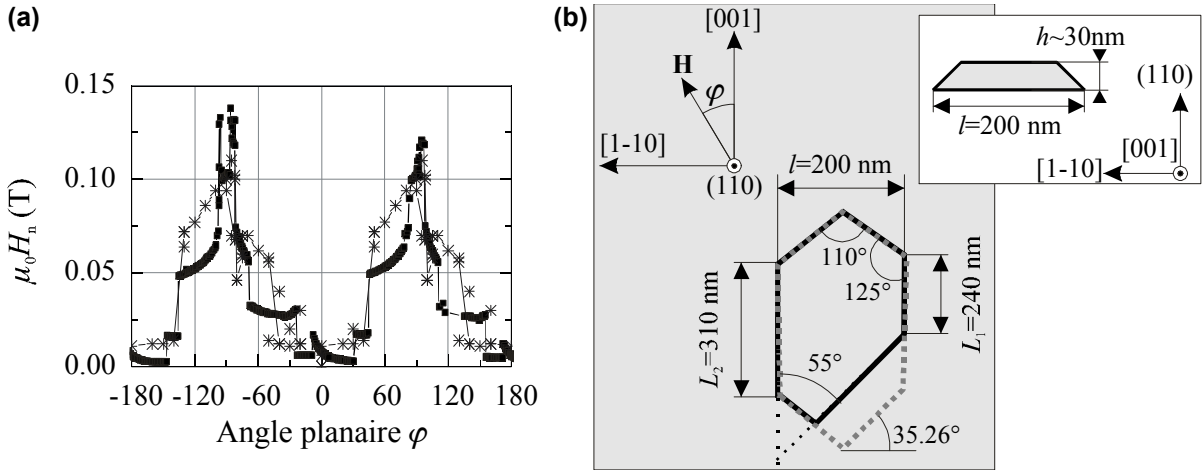 (a)
0.15
0.10
0.05
0.00
μ₀Hₙ (T)
-180 -120 -60 0 60 120 180
Angle planaire φ
(b)
[001]
H
φ
[1-10]
(110)
l=200 nm
110°
125°
L₂=310 nm
L₁=240 nm
55°
35.26°
h~30nm
(110)
l=200 nm
[001]
[1-10]